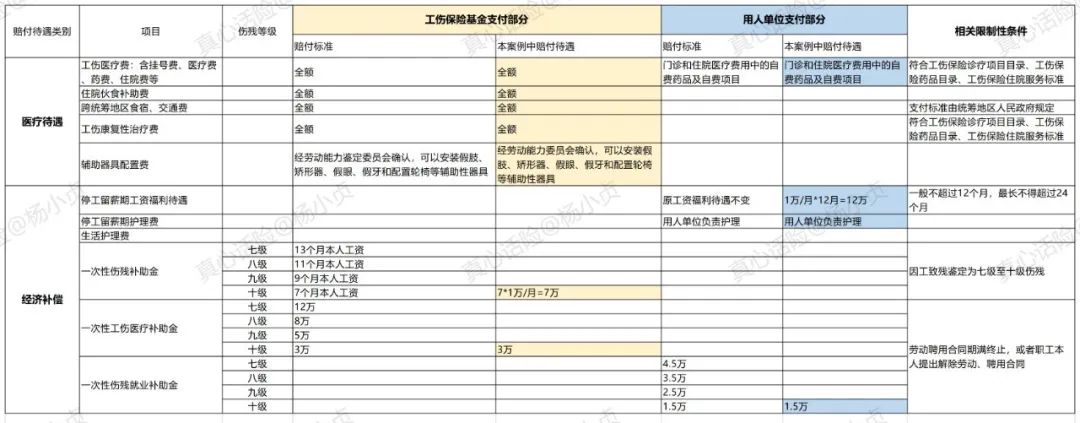 赔付待遇类别
项目
伤残等级
工伤保险基金支付部分
用人单位支付部分
相关限制性条件
赔付标准
本案例中赔付待遇
赔付标准
本案例中赔付待遇
医疗待遇
工伤医疗费：含挂号费、医疗费
、药费、住院费等
全额
全额
门诊和住院医疗费用中的自
费药品及自费项目
门诊和住院医疗费用中的自
费药品及自费项目
符合工伤保险诊疗项目目录、工伤保
险药品目录、工伤保险住院服务标准
住院伙食补助费
全额
全额
跨统筹地区食宿、交通费
全额
全额
支付标准由统筹地区人民政府规定
工伤康复性治疗费
全额
全额
符合工伤保险诊疗项目目录、工伤保
险药品目录、工伤保险住院服务标准
辅助器具配置费
经劳动能力鉴定委员会确认，可以安装假肢、
矫形器、假眼、假牙和配置轮椅等辅助性器具
经劳动能力委员会确认，可以安装假
肢、矫形器、假眼、假牙和配置轮椅
等辅助性器具
经济补偿
停工留薪期工资福利待遇
原工资福利待遇不变
1万/月*12月=12万
一般不超过12个月，最长不得超过24
个月
停工留薪期护理费
用人单位负责护理
用人单位负责护理
生活护理费
一次性伤残补助金
七级
13个月本人工资
八级
11个月本人工资
九级
9个月本人工资
十级
7个月本人工资
7*1万/月=7万
因工致残鉴定为七级至十级伤残
一次性工伤医疗补助金
七级
12万
八级
8万
九级
5万
十级
3万
3万
劳动聘用合同期满终止，或者职工本
人提出解除劳动、聘用合同
一次性伤残就业补助金
七级
4.5万
八级
3.5万
九级
2.5万
十级
1.5万
1.5万
真心话险@杨小贞